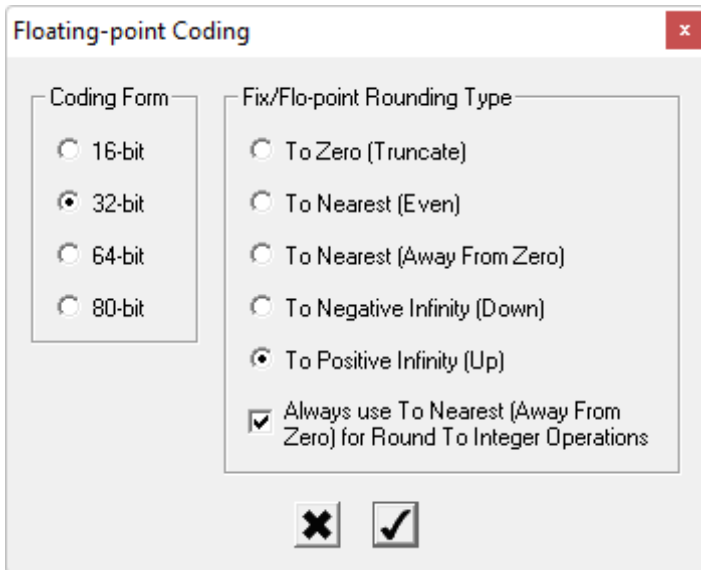 Floating-point Coding
Coding Form
16-bit
32-bit
64-bit
80-bit
Fix/Flo-point Rounding Type
To Zero (Truncate)
To Nearest (Even)
To Nearest (Away From Zero)
To Negative Infinity (Down)
To Positive Infinity (Up)
Always use To Nearest (Away From
Zero) for Round To Integer Operations